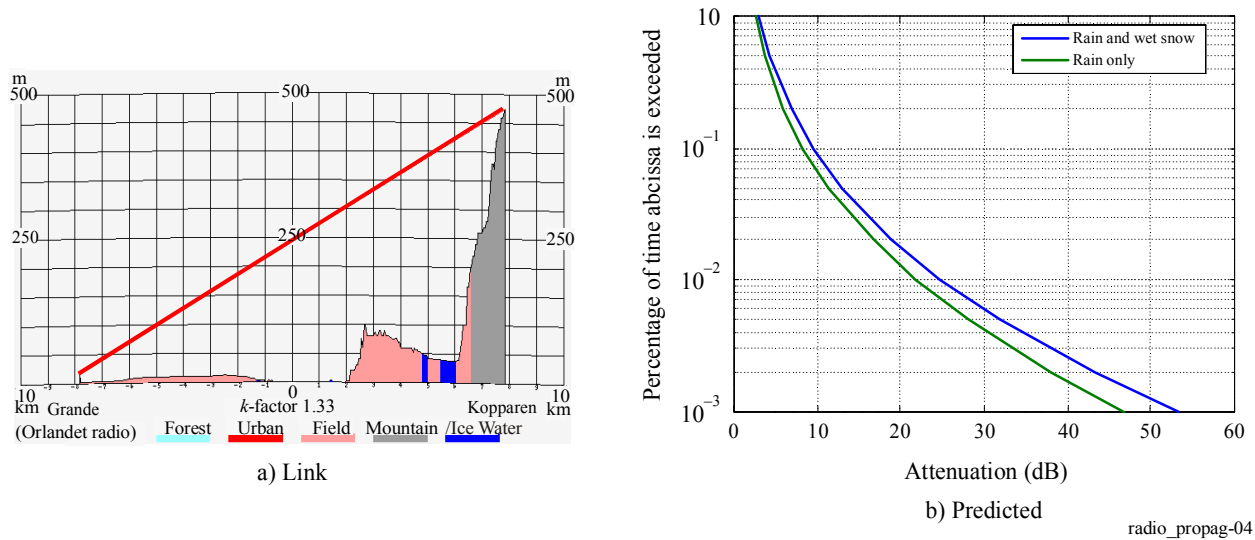 m
500
500
500
m
250
250
250
10
km
0
10
km
Grande
(Orlandet radio)
k-factor 1.33
Kopparen
Forest
Urban
Field
Mountain
/Ice Water
a) Link
Percentage of time abcissa is exceeded
10
1.0
10⁻¹
10⁻²
10⁻³
Rain and wet snow
Rain only
0 10 20 30 40 50 60
Attenuation (dB)
b) Predicted
radio_propag-04